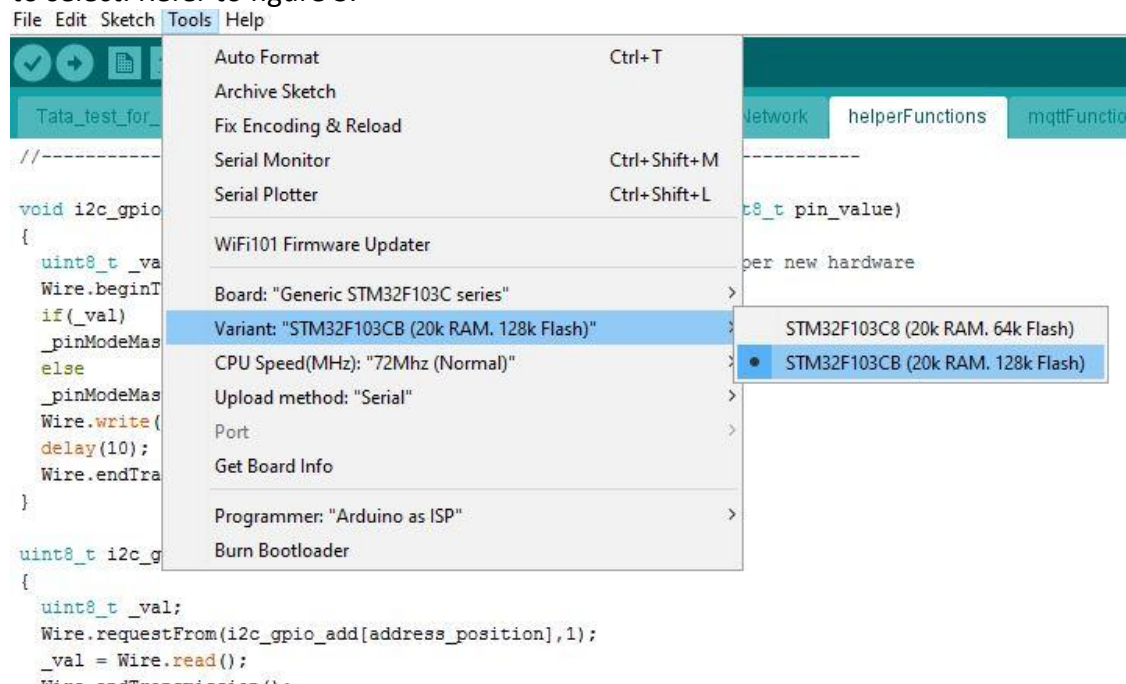 File Edit Sketch Tools Help
Auto Format Ctrl+T
Archive Sketch
Fix Encoding & Reload
Serial Monitor Ctrl+Shift+M
Serial Plotter Ctrl+Shift+L
WiFi101 Firmware Updater
Board: "Generic STM32F103C series" >
Variant: "STM32F103CB (20k RAM. 128k Flash)" >
CPU Speed(MHz): "72Mhz (Normal)" >
Upload method: "Serial" >
Port >
Get Board Info
Programmer: "Arduino as ISP" >
Burn Bootloader
STM32F103C8 (20k RAM. 64k Flash)
• STM32F103CB (20k RAM. 128k Flash)
Tata_test_for_ helperFunctions
//-----------
void i2c_gpio t8_t pin_value)
{
uint8_t _va per new hardware
Wire.beginT
if(_val)
_pinModeMas
else
_pinModeMas
Wire.write(
delay(10);
Wire.endTra
}
uint8_t i2c_g
{
uint8_t _val;
Wire.requestFrom(i2c_gpio_add[address_position],1);
_val = Wire.read();